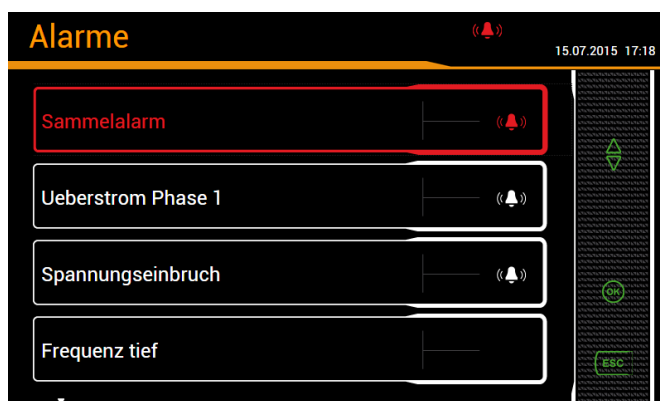 Alarme
15.07.2015 17:18
Sammelalarm
Ueberstrom Phase 1
Spannungseinbruch
OK
Frequenz tief
ESC